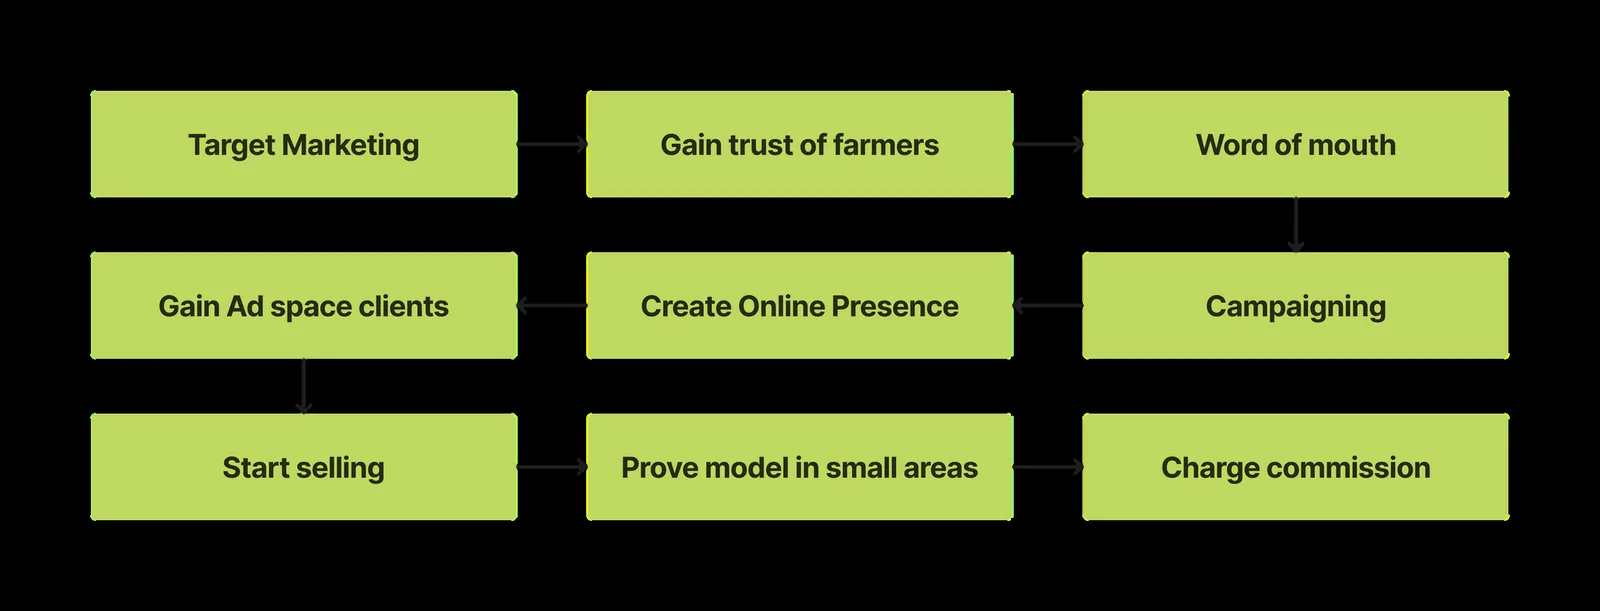 Target Marketing
Gain trust of farmers
Word of mouth
Campaigning
Create Online Presence
Gain Ad space clients
Start selling
Prove model in small areas
Charge commission